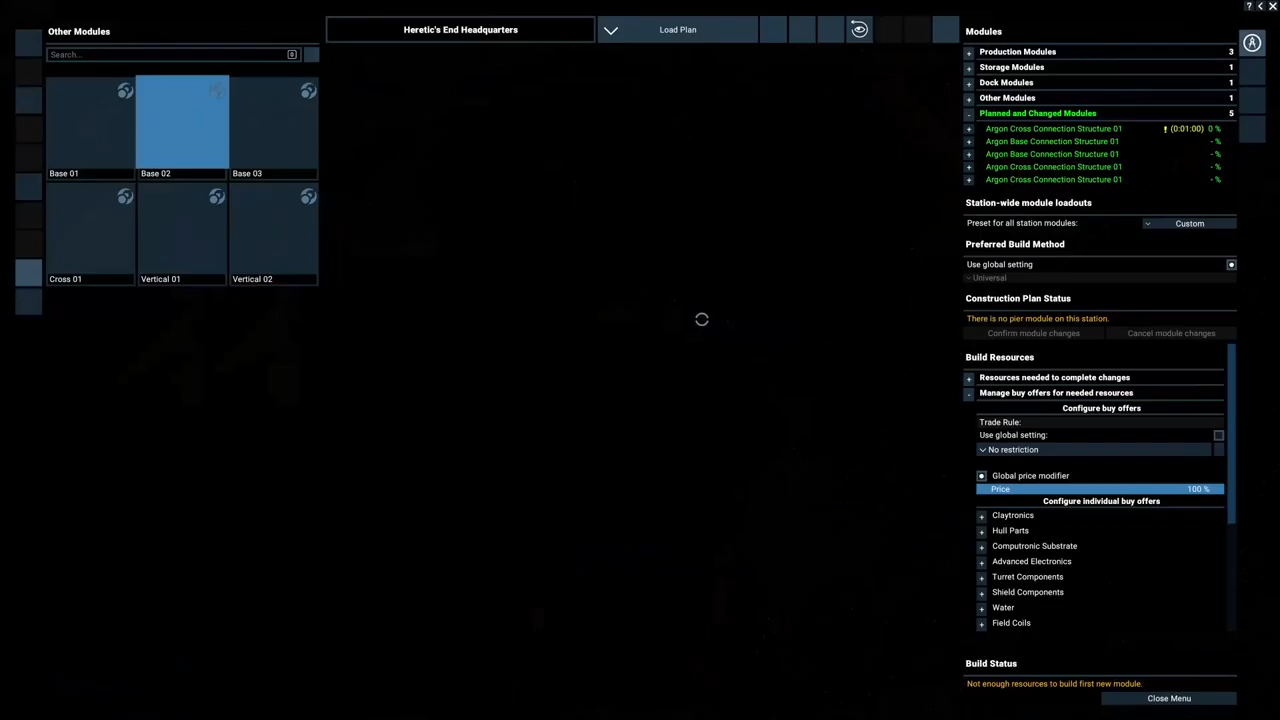 Other Modules
Search...
0
Base 01
Base 02
Base 03
Cross 01
Vertical 01
Vertical 02
Heretic's End Headquarters
Load Plan
?
Modules
+ Production Modules 3
+ Storage Modules 1
+ Dock Modules 1
+ Other Modules 1
- Planned and Changed Modules 5
+ Argon Cross Connection Structure 01 ! (0:01:00) 0 %
+ Argon Base Connection Structure 01 - %
+ Argon Base Connection Structure 01 - %
+ Argon Cross Connection Structure 01 - %
+ Argon Cross Connection Structure 01 - %
Station-wide module loadouts
Preset for all station modules: Custom
Preferred Build Method
Use global setting
Universal
Construction Plan Status
There is no pier module on this station.
Confirm module changes Cancel module changes
Build Resources
+ Resources needed to complete changes
- Manage buy offers for needed resources
Configure buy offers
Trade Rule:
Use global setting:
No restriction
Global price modifier
Price 100 %
Configure individual buy offers
+ Claytronics
+ Hull Parts
+ Computronic Substrate
+ Advanced Electronics
+ Turret Components
+ Shield Components
+ Water
+ Field Coils
Build Status
Not enough resources to build first new module.
Close Menu